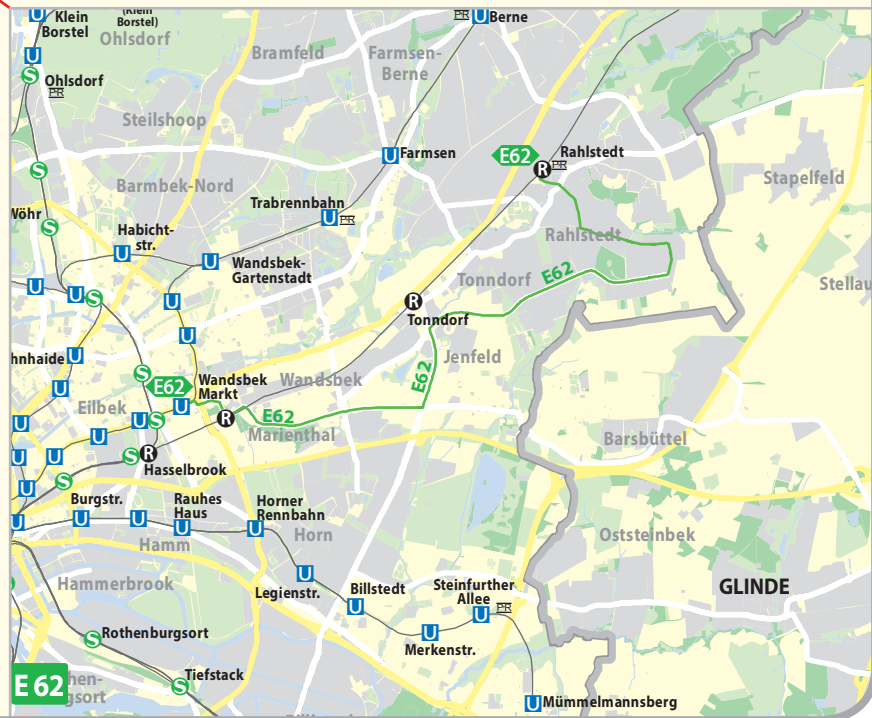 Klein
Borstel
(Klein
Borstel)
Ohlsdorf
U
Berne
P+R
Bramfeld
Farmsen-
Berne
U
S
Ohlsdorf
P+R
Steilshoop
U
Farmsen
E62
R
P+R
Rahlstedt
S
Barmbek-Nord
Stapelfeld
Trabrennbahn
U
P+R
Wöhr
S
Habicht-
str.
U
U
Wandsbek-
Gartenstadt
Rahlstedt
Tonndorf
E62
Stellau
U
U
S
U
R
Tonndorf
U
hnhaide
U
Jenfeld
S
E62
Wandsbek
Markt
Wandsbek
E62
U
Eilbek
U
U
S
R
E62
Marienthal
U
U
Barsbüttel
U
U
S
R
Hasselbrook
S
U
Burgstr.
Rauhes
Haus
Horner
Rennbahn
U
U
U
U
U
Hamm
Horn
Oststeinbek
Hammerbrook
U
Legienstr.
Billstedt
U
Steinfurther
Allee
P+R
U
GLINDE
S
Rothenburgsort
U
Merkenstr.
E 62
hen-
gsort
S
Tiefstack
U
Mümmelmannsberg